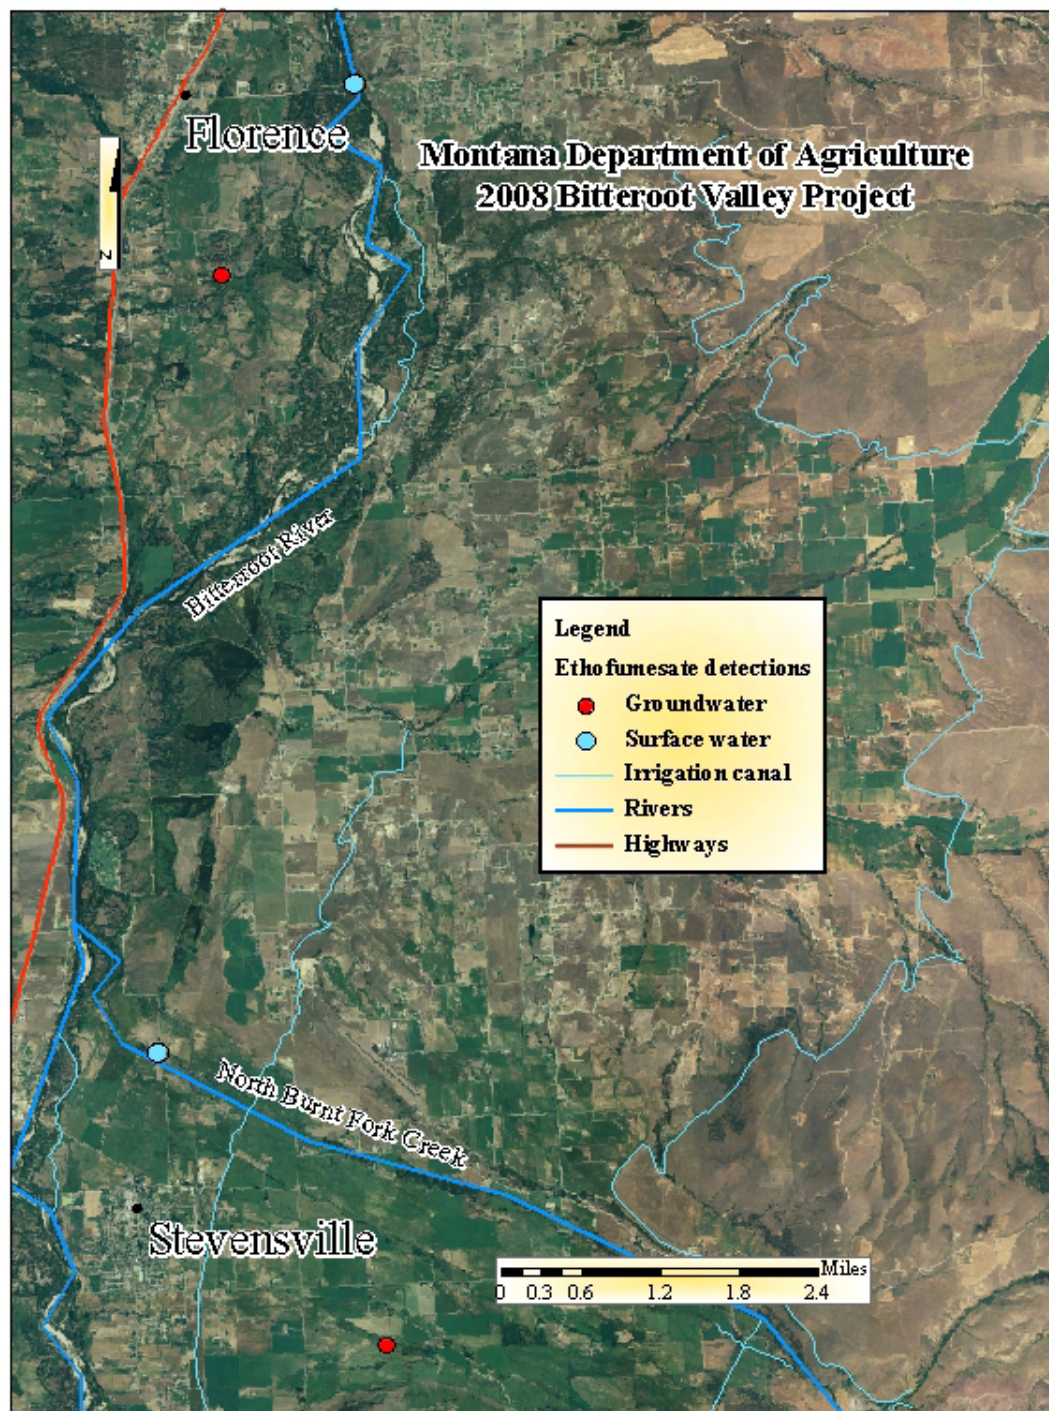 Florence
Montana Department of Agriculture
2008 Bitteroot Valley Project
N
Bitterroot River
Legend
Ethofumesate detections
Groundwater
Surface water
Irrigation canal
Rivers
Highways
North Burnt Fork Creek
Stevensville
Miles
0 0.3 0.6 1.2 1.8 2.4